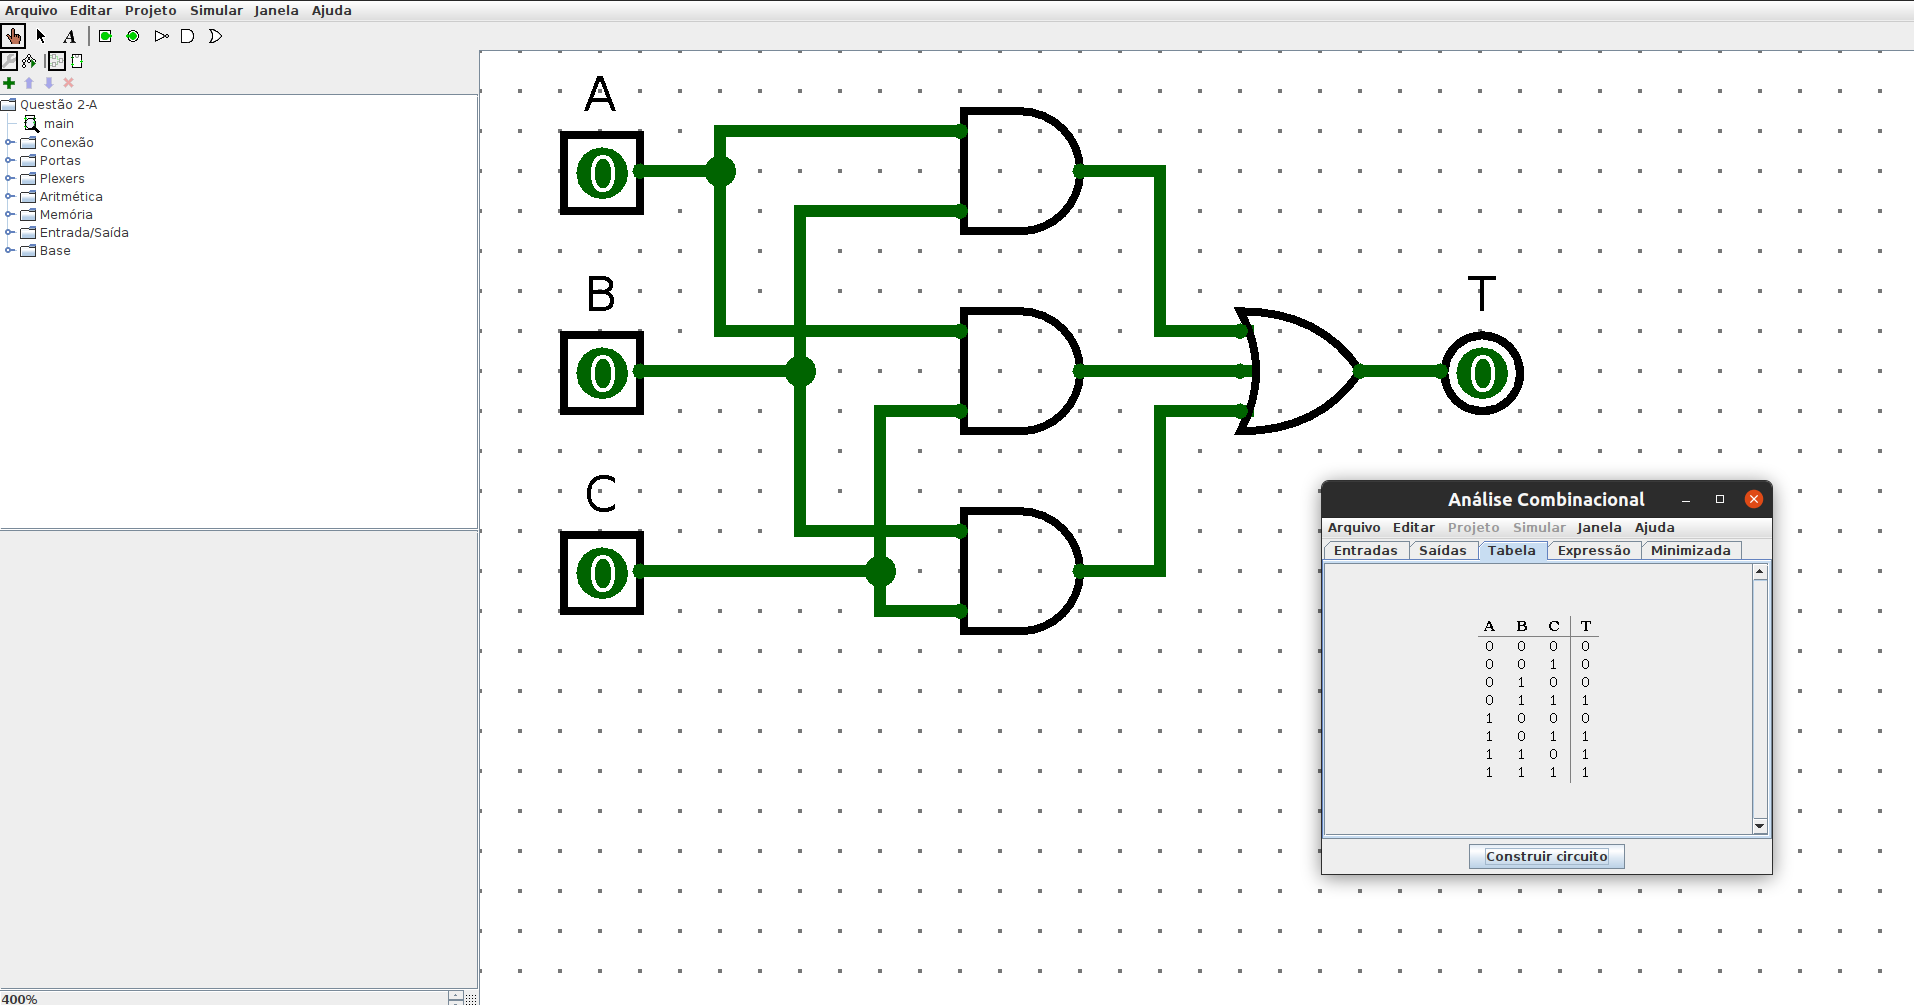 Arquivo Editar Projeto Simular Janela Ajuda
A
Questão 2-A
main
Conexão
Portas
Plexers
Aritmética
Memória
Entrada/Saída
Base
400%
A
0
B
0
C
0
T
0
Análise Combinacional
Arquivo Editar Projeto Simular Janela Ajuda
Entradas Saídas Tabela Expressão Minimizada
A B C T
0 0 0 0
0 0 1 0
0 1 0 0
0 1 1 1
1 0 0 0
1 0 1 1
1 1 0 1
1 1 1 1
Construir circuito